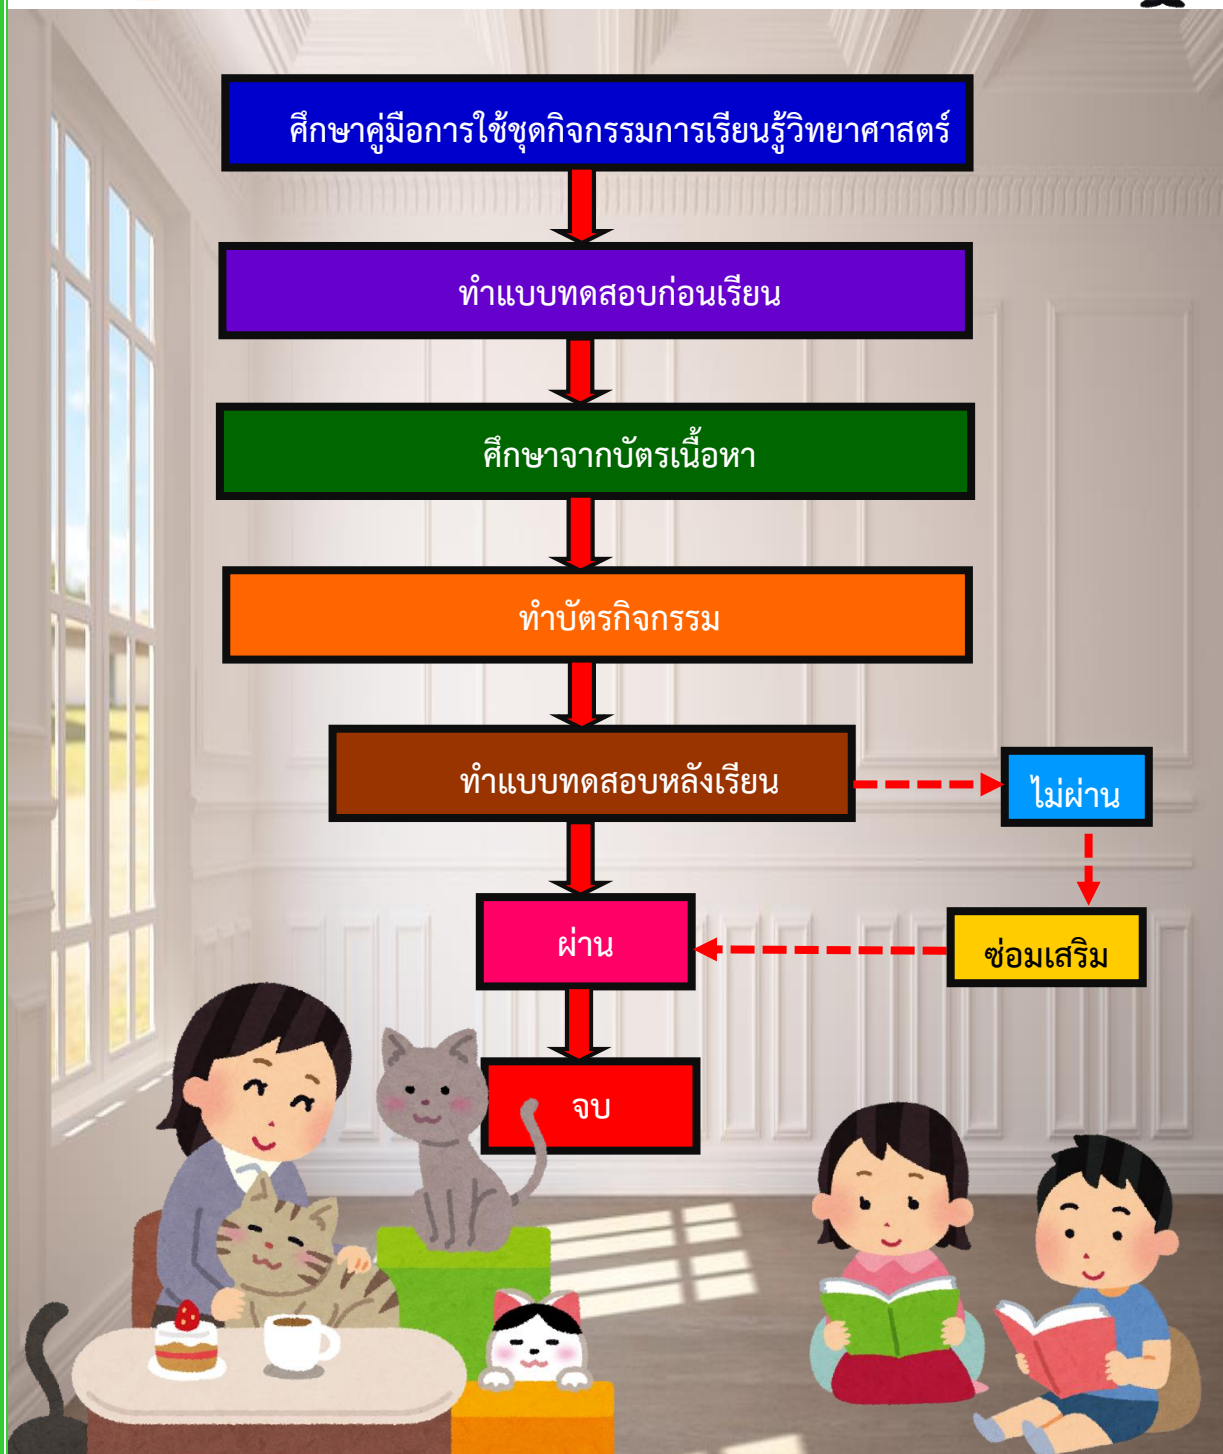 ศึกษาคู่มือการใช้ชุดกิจกรรมการเรียนรู้วิทยาศาสตร์
ทำแบบทดสอบก่อนเรียน
ศึกษาจากบัตรเนื้อหา
ทำบัตรกิจกรรม
ทำแบบทดสอบหลังเรียน
ไม่ผ่าน
ผ่าน
ซ่อมเสริม
จบ